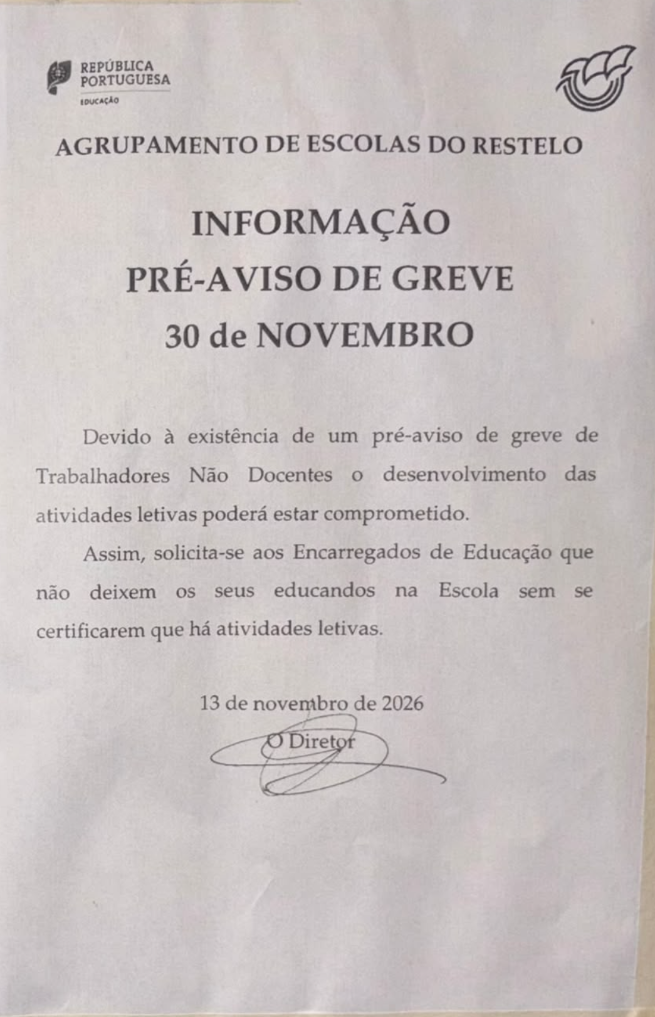 REPÚBLICA
PORTUGUESA
EDUCAÇÃO
AGRUPAMENTO DE ESCOLAS DO RESTELO
INFORMAÇÃO
PRÉ-AVISO DE GREVE
30 de NOVEMBRO
Devido à existência de um pré-aviso de greve de
Trabalhadores Não Docentes o desenvolvimento das
atividades letivas poderá estar comprometido.
Assim, solicita-se aos Encarregados de Educação que
não deixem os seus educandos na Escola sem se
certificarem que há atividades letivas.
13 de novembro de 2026
O Diretor